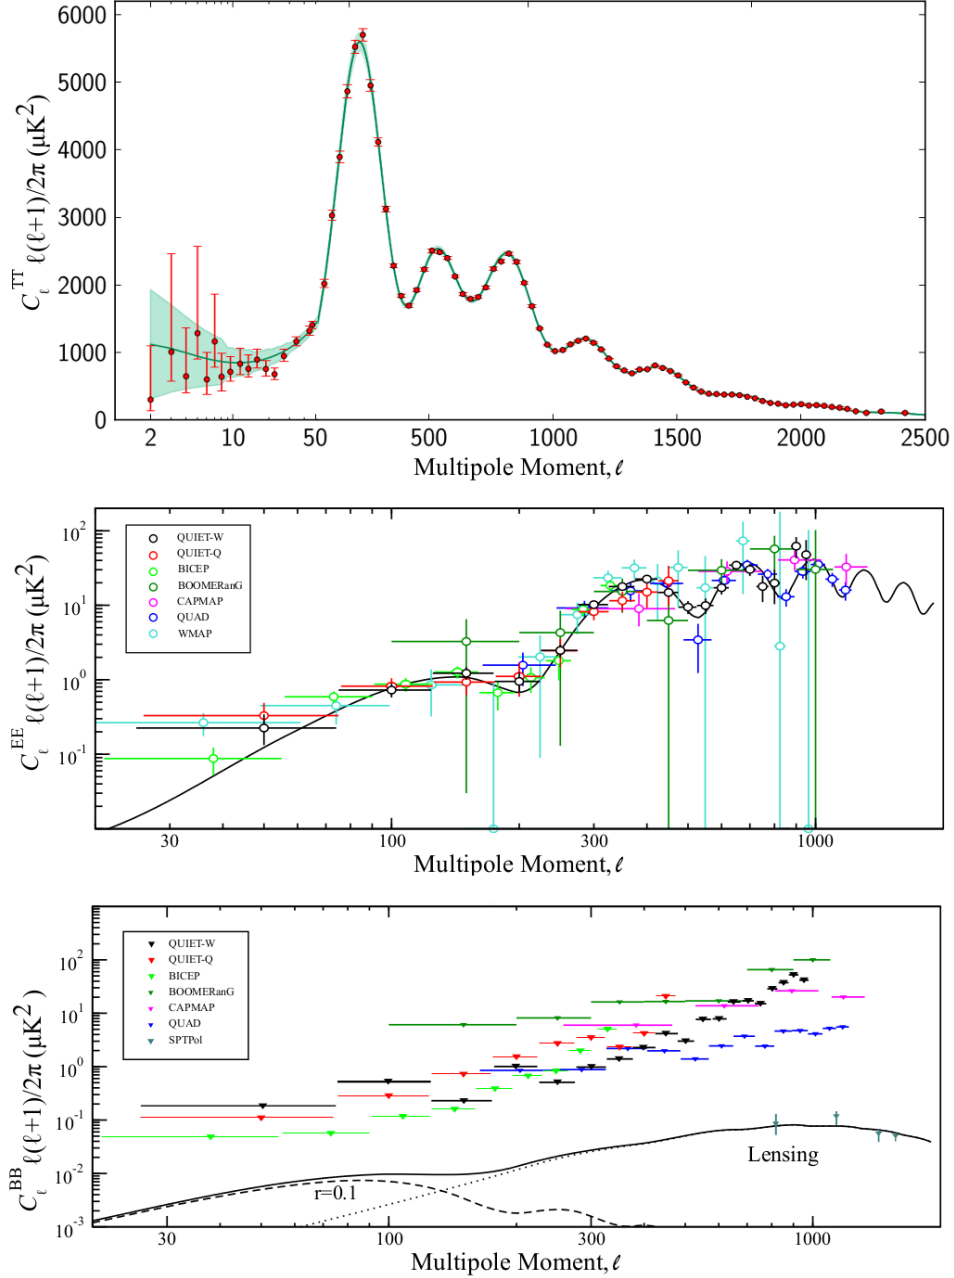 6000
5000
4000
3000
2000
1000
0
C_ℓ^TT ℓ(ℓ+1)/2π (μK²)
2 10 50 500 1000 1500 2000 2500
Multipole Moment, ℓ
10²
10¹
10⁰
10⁻¹
C_ℓ^EE ℓ(ℓ+1)/2π (μK²)
QUIET-W
QUIET-Q
BICEP
BOOMERanG
CAPMAP
QUAD
WMAP
30 100 300 1000
Multipole Moment, ℓ
10²
10¹
10⁰
10⁻¹
10⁻²
10⁻³
C_ℓ^BB ℓ(ℓ+1)/2π (μK²)
QUIET-W
QUIET-Q
BICEP
BOOMERanG
CAPMAP
QUAD
SPTPol
Lensing
r=0.1
30 100 300 1000
Multipole Moment, ℓ